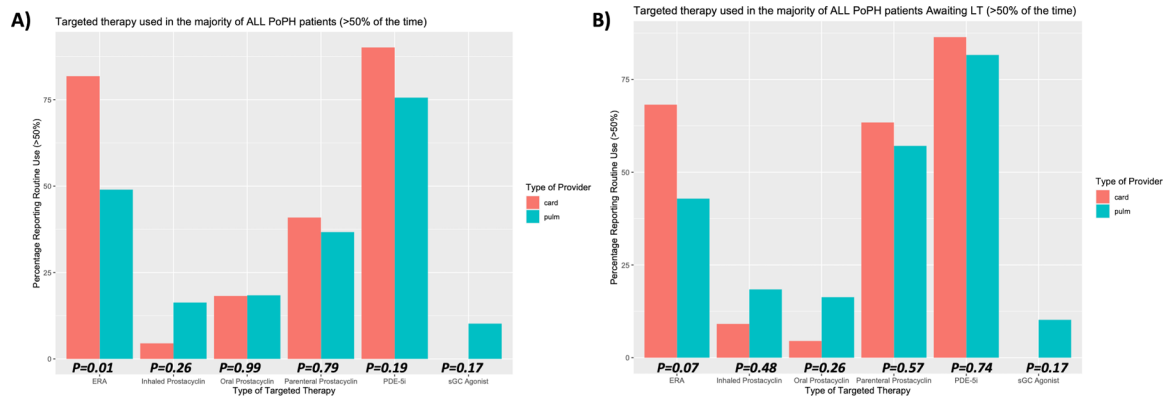 A)
Targeted therapy used in the majority of ALL PoPH patients (>50% of the time)
Percentage Reporting Routine Use (>50%)
75
50
25
0
P=0.01 P=0.26 P=0.99 P=0.79 P=0.19 P=0.17
ERA Inhaled Prostacyclin Oral Prostacyclin Parenteral Prostacyclin PDE-5i sGC Agonist
Type of Targeted Therapy
Type of Provider
card
pulm
B)
Targeted therapy used in the majority of ALL PoPH patients Awaiting LT (>50% of the time)
Percentage Reporting Routine Use (>50%)
75
50
25
0
P=0.07 P=0.48 P=0.26 P=0.57 P=0.74 P=0.17
ERA Inhaled Prostacyclin Oral Prostacyclin Parenteral Prostacyclin PDE-5i sGC Agonist
Type of Targeted Therapy
Type of Provider
card
pulm